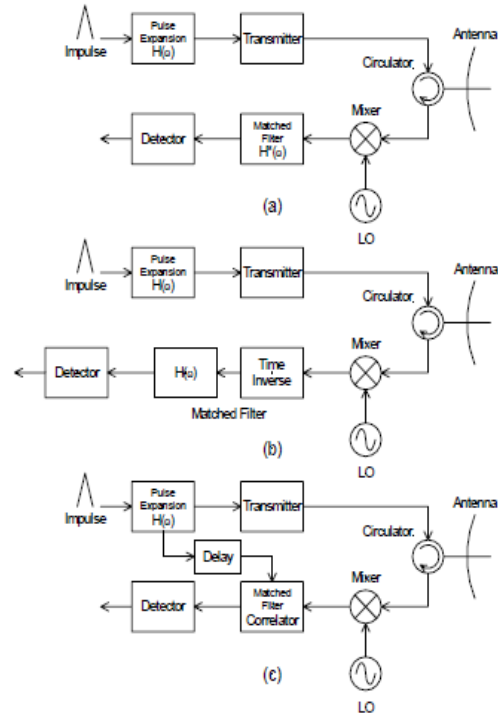 Impulse
Pulse
Expansion
H(ω)
Transmitter
Antenna
Circulator.
Detector
Matched
Filter
H*(ω)
Mixer
LO
(a)
Impulse
Pulse
Expansion
H(ω)
Transmitter
Antenna
Circulator.
Detector
H(ω)
Time
Inverse
Mixer
Matched Filter
LO
(b)
Impulse
Pulse
Expansion
H(ω)
Transmitter
Antenna
Circulator.
Delay
Detector
Matched
Filter
Correlator
Mixer
LO
(c)